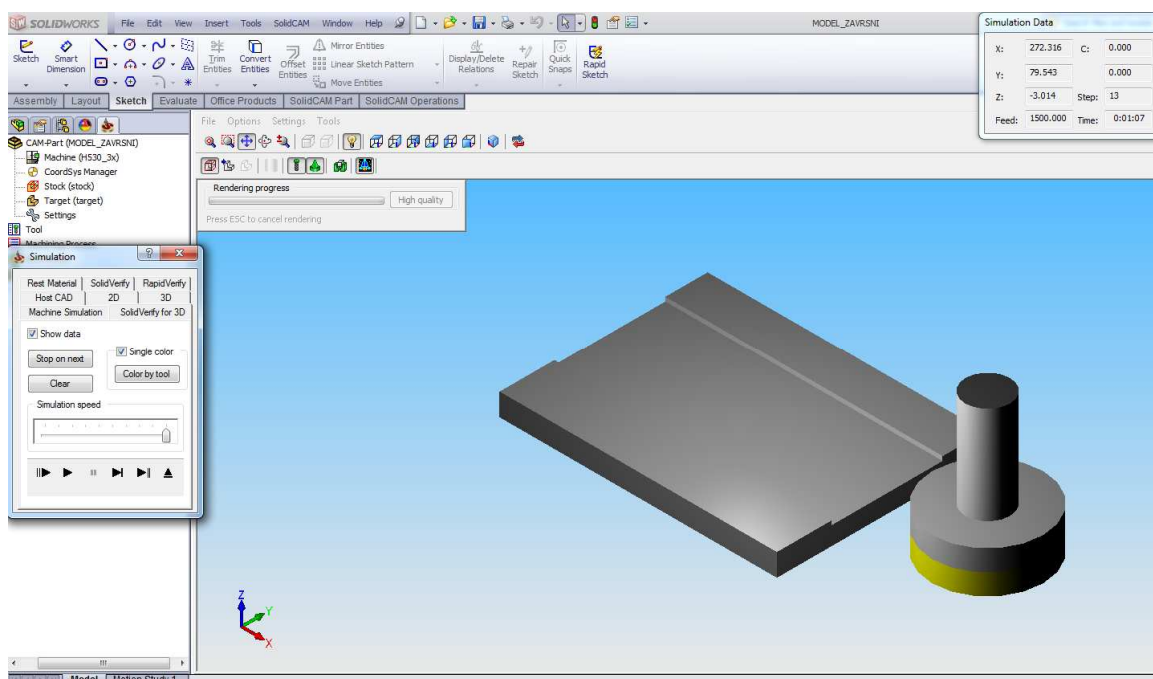 SOLIDWORKS File Edit View Insert Tools SolidCAM Window Help MODEL_ZAVRSNI
Sketch Smart Dimension Trim Entities Convert Entities Offset Entities Mirror Entities Linear Sketch Pattern Move Entities Display/Delete Relations Repair Sketch Quick Snaps Rapid Sketch
Assembly Layout Sketch Evaluate Office Products SolidCAM Part SolidCAM Operations
Simulation Data
X: 272.316 C: 0.000
Y: 79.543 0.000
Z: -3.014 Step: 13
Feed: 1500.000 Time: 0:01:07
File Options Settings Tools
CAM-Part (MODEL_ZAVRSNI)
Machine (H530_3x)
CoordSys Manager
Stock (stock)
Target (target)
Settings
Tool
Machining Process
Rendering progress
High quality
Press ESC to cancel rendering
Simulation
Rest Material SolidVerify RapidVerify
Host CAD 2D 3D
Machine Simulation SolidVerify for 3D
Show data
Stop on next Single color
Clear Color by tool
Simulation speed
Z
Y
X
Model Motion Study 1